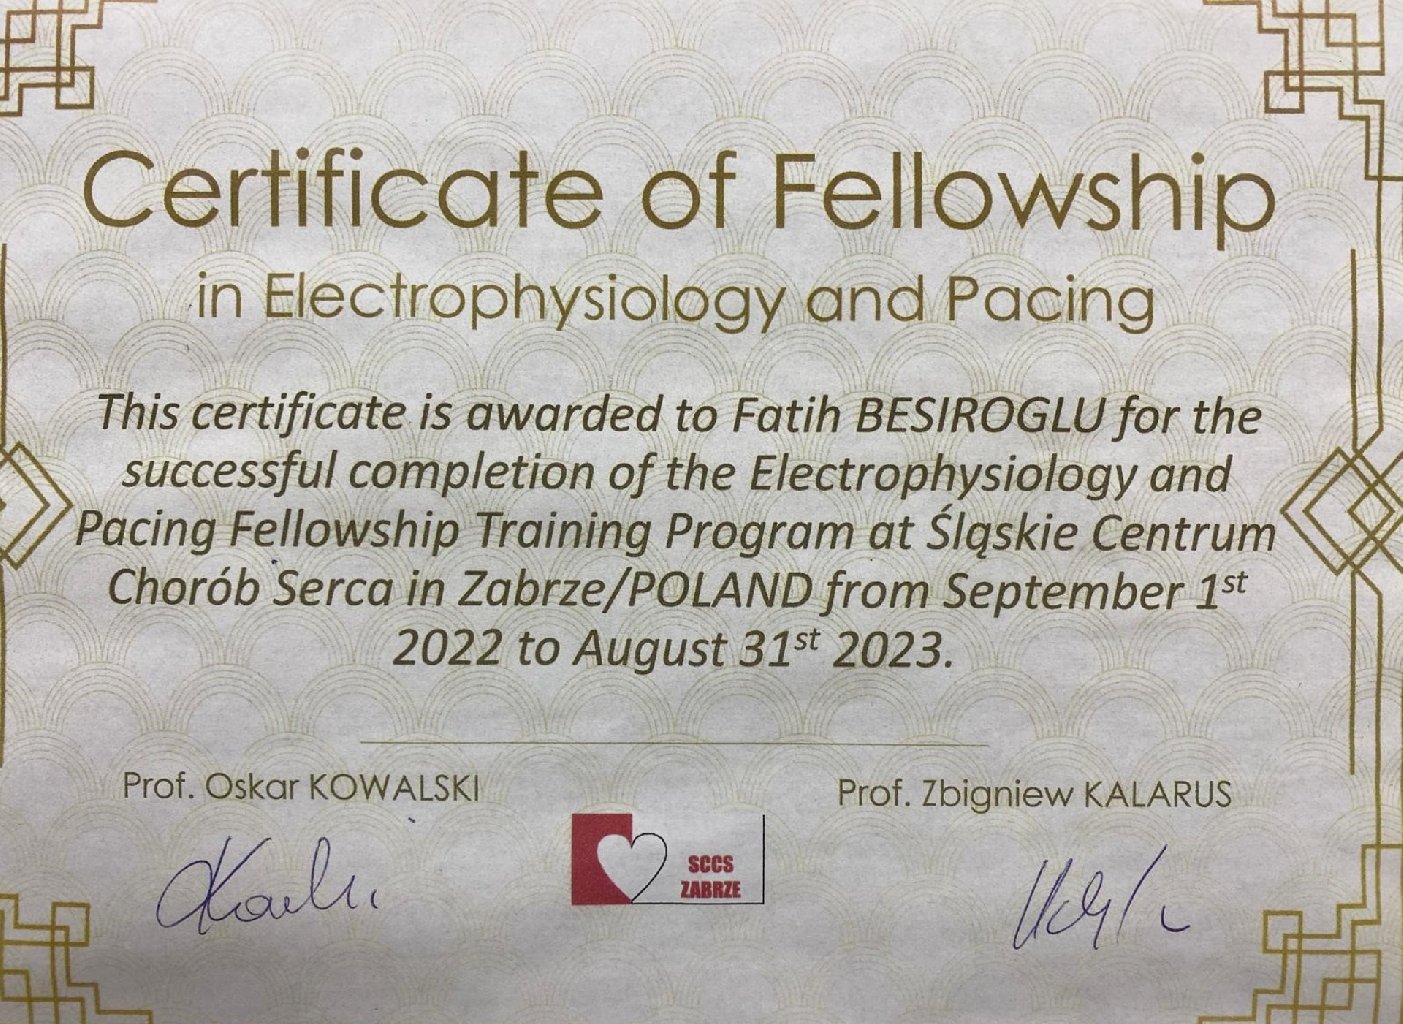 Certificate of Fellowship
in Electrophysiology and Pacing
This certificate is awarded to Fatih BESIROGLU for the
successful completion of the Electrophysiology and
Pacing Fellowship Training Program at Śląskie Centrum
Chorób Serca in Zabrze/POLAND from September 1st
2022 to August 31st 2023.
Prof. Oskar KOWALSKI
Prof. Zbigniew KALARUS
SCCS
ZABRZE